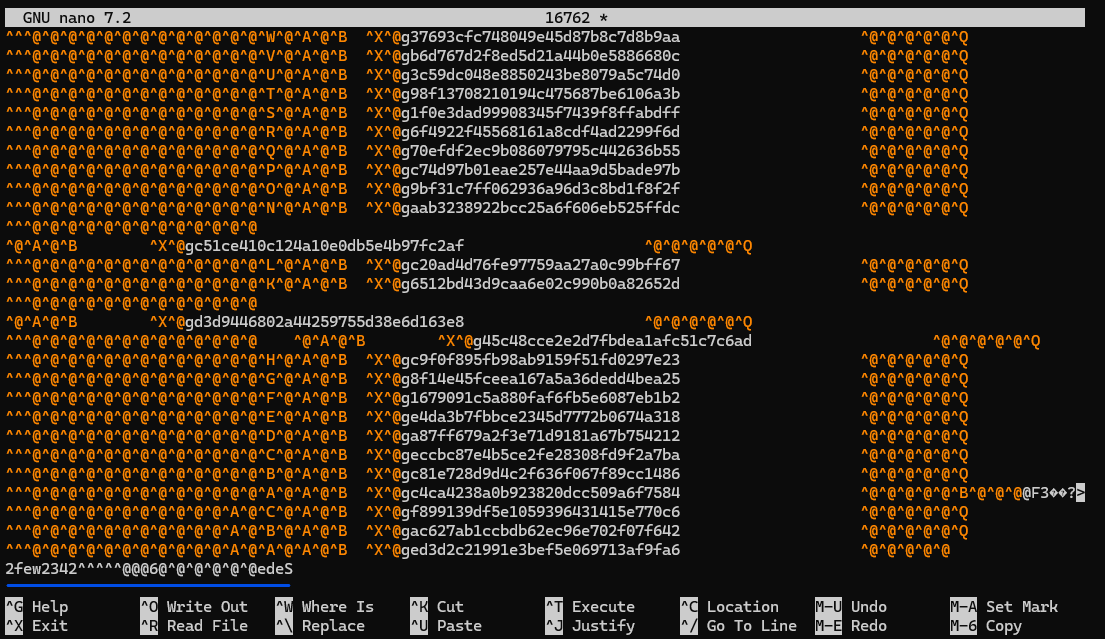 GNU nano 7.2 16762 *
^^^@^@^@^@^@^@^@^@^@^@^@^@^@^W^@^A^@^B ^X^@g37693cfc748049e45d87b8c7d8b9aa ^@^@^@^@^@^Q
^^^@^@^@^@^@^@^@^@^@^@^@^@^@^V^@^A^@^B ^X^@gb6d767d2f8ed5d21a44b0e5886680c ^@^@^@^@^@^Q
^^^@^@^@^@^@^@^@^@^@^@^@^@^@^U^@^A^@^B ^X^@g3c59dc048e8850243be8079a5c74d0 ^@^@^@^@^@^Q
^^^@^@^@^@^@^@^@^@^@^@^@^@^@^T^@^A^@^B ^X^@g98f13708210194c475687be6106a3b ^@^@^@^@^@^Q
^^^@^@^@^@^@^@^@^@^@^@^@^@^@^S^@^A^@^B ^X^@g1f0e3dad99908345f7439f8ffabdff ^@^@^@^@^@^Q
^^^@^@^@^@^@^@^@^@^@^@^@^@^@^R^@^A^@^B ^X^@g6f4922f45568161a8cdf4ad2299f6d ^@^@^@^@^@^Q
^^^@^@^@^@^@^@^@^@^@^@^@^@^@^Q^@^A^@^B ^X^@g70efdf2ec9b086079795c442636b55 ^@^@^@^@^@^Q
^^^@^@^@^@^@^@^@^@^@^@^@^@^@^P^@^A^@^B ^X^@gc74d97b01eae257e44aa9d5bade97b ^@^@^@^@^@^Q
^^^@^@^@^@^@^@^@^@^@^@^@^@^@^O^@^A^@^B ^X^@g9bf31c7ff062936a96d3c8bd1f8f2f ^@^@^@^@^@^Q
^^^@^@^@^@^@^@^@^@^@^@^@^@^@^N^@^A^@^B ^X^@gaab3238922bcc25a6f606eb525ffdc ^@^@^@^@^@^Q
^^^@^@^@^@^@^@^@^@^@^@^@^@^@
^@^A^@^B ^X^@gc51ce410c124a10e0db5e4b97fc2af ^@^@^@^@^@^Q
^^^@^@^@^@^@^@^@^@^@^@^@^@^@^L^@^A^@^B ^X^@gc20ad4d76fe97759aa27a0c99bff67 ^@^@^@^@^@^Q
^^^@^@^@^@^@^@^@^@^@^@^@^@^@^K^@^A^@^B ^X^@g6512bd43d9caa6e02c990b0a82652d ^@^@^@^@^@^Q
^^^@^@^@^@^@^@^@^@^@^@^@^@^@
^@^A^@^B ^X^@gd3d9446802a44259755d38e6d163e8 ^@^@^@^@^@^Q
^^^@^@^@^@^@^@^@^@^@^@^@^@^@ ^@^A^@^B ^X^@g45c48cce2e2d7fbdea1afc51c7c6ad ^@^@^@^@^@^Q
^^^@^@^@^@^@^@^@^@^@^@^@^@^@^H^@^A^@^B ^X^@gc9f0f895fb98ab9159f51fd0297e23 ^@^@^@^@^@^Q
^^^@^@^@^@^@^@^@^@^@^@^@^@^@^G^@^A^@^B ^X^@g8f14e45fceea167a5a36dedd4bea25 ^@^@^@^@^@^Q
^^^@^@^@^@^@^@^@^@^@^@^@^@^@^F^@^A^@^B ^X^@g1679091c5a880faf6fb5e6087eb1b2 ^@^@^@^@^@^Q
^^^@^@^@^@^@^@^@^@^@^@^@^@^@^E^@^A^@^B ^X^@ge4da3b7fbbce2345d7772b0674a318 ^@^@^@^@^@^Q
^^^@^@^@^@^@^@^@^@^@^@^@^@^@^D^@^A^@^B ^X^@ga87ff679a2f3e71d9181a67b754212 ^@^@^@^@^@^Q
^^^@^@^@^@^@^@^@^@^@^@^@^@^@^C^@^A^@^B ^X^@geccbc87e4b5ce2fe28308fd9f2a7ba ^@^@^@^@^@^Q
^^^@^@^@^@^@^@^@^@^@^@^@^@^@^B^@^A^@^B ^X^@gc81e728d9d4c2f636f067f89cc1486 ^@^@^@^@^@^Q
^^^@^@^@^@^@^@^@^@^@^@^@^@^@^A^@^A^@^B ^X^@gc4ca4238a0b923820dcc509a6f7584 ^@^@^@^@^@^B^@^@^@@F3��?>
^^^@^@^@^@^@^@^@^@^@^@^@^A^@^C^@^A^@^B ^X^@gf899139df5e1059396431415e770c6 ^@^@^@^@^@^Q
^^^@^@^@^@^@^@^@^@^@^@^@^A^@^B^@^A^@^B ^X^@gac627ab1ccbdb62ec96e702f07f642 ^@^@^@^@^@^Q
^^^@^@^@^@^@^@^@^@^@^@^@^A^@^A^@^A^@^B ^X^@ged3d2c21991e3bef5e069713af9fa6 ^@^@^@^@^@
2few2342^^^^^@@@6@^@^@^@^@^@edeS
^G Help ^O Write Out ^W Where Is ^K Cut ^T Execute ^C Location M-U Undo M-A Set Mark
^X Exit ^R Read File ^\ Replace ^U Paste ^J Justify ^/ Go To Line M-E Redo M-6 Copy